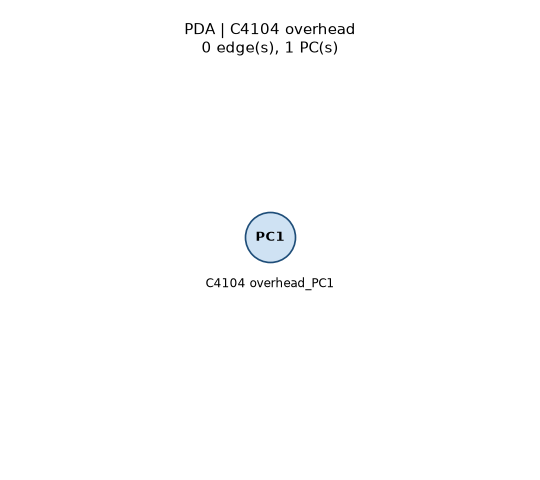 PDA | C4104 overhead
0 edge(s), 1 PC(s)
PC1
C4104 overhead_PC1